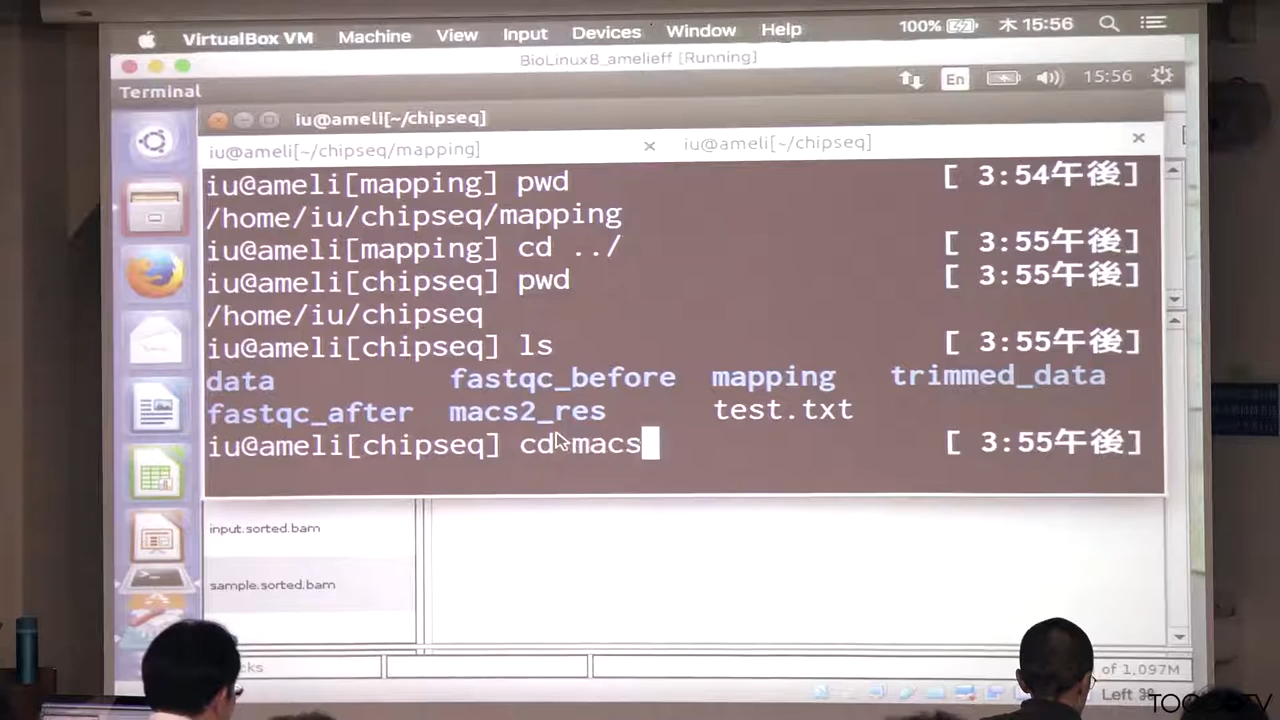 VirtualBox VM Machine View Input Devices Window Help 100% 木 15:56
BioLinux8_amelieff [Running]
Terminal En 15:56
iu@ameli[~/chipseq]
iu@ameli[~/chipseq/mapping] iu@ameli[~/chipseq]
iu@ameli[mapping] pwd [ 3:54午後]
/home/iu/chipseq/mapping
iu@ameli[mapping] cd ../ [ 3:55午後]
iu@ameli[chipseq] pwd [ 3:55午後]
/home/iu/chipseq
iu@ameli[chipseq] ls [ 3:55午後]
data fastqc_before mapping trimmed_data
fastqc_after macs2_res test.txt
iu@ameli[chipseq] cd macs [ 3:55午後]
input.sorted.bam
sample.sorted.bam
cks of 1,097M
Left ⌘